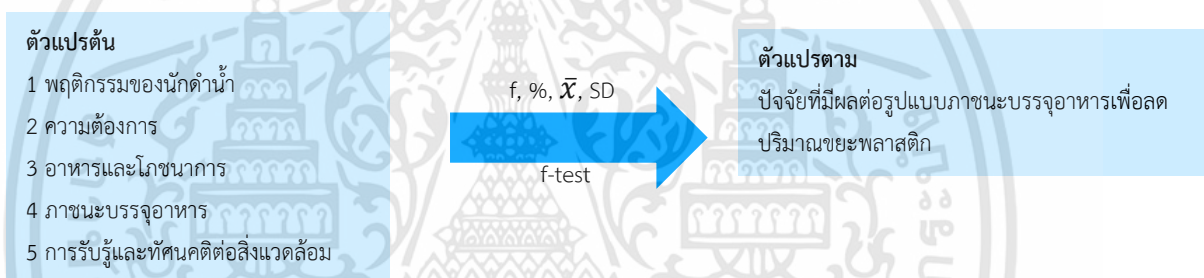 ตัวแปรต้น
1 พฤติกรรมของนักดำน้ำ
2 ความต้องการ
3 อาหารและโภชนาการ
4 ภาชนะบรรจุอาหาร
5 การรับรู้และทัศนคติต่อสิ่งแวดล้อม
f, %, x̄, SD
f-test
ตัวแปรตาม
ปัจจัยที่มีผลต่อรูปแบบภาชนะบรรจุอาหารเพื่อลด
ปริมาณขยะพลาสติก